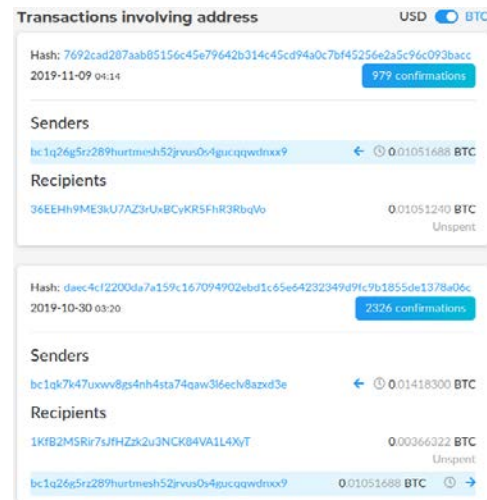 Transactions involving address USD BTC
Hash: 7692cad287aab85156c45e79642b314c45cd94a0c7bf45256e2a5c96c093bacc
2019-11-09 04:14 979 confirmations
Senders
bc1q26g5rz289hurtmesh52jrvus0s4gucqqwdnxx9 0.01051688 BTC
Recipients
36EEHh9ME3kU7AZ3rUxBCyKR5FhR3RbqVo 0.01051240 BTC
Unspent
Hash: daec4cf2200da7a159c167094902ebd1c65e64232349d9fc9b1855de1378a06c
2019-10-30 03:20 2326 confirmations
Senders
bc1qk7k47uxwv8gs4nh4sta74qaw3l6eclv8azxd3e 0.01418300 BTC
Recipients
1KfB2MSRir7sJfHZzk2u3NCK84VA1L4XyT 0.00366322 BTC
Unspent
bc1q26g5rz289hurtmesh52jrvus0s4gucqqwdnxx9 0.01051688 BTC